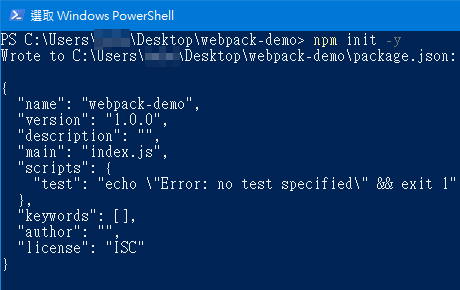 選取 Windows PowerShell
PS C:\Users\ \Desktop\webpack-demo> npm init -y
Wrote to C:\Users\ \Desktop\webpack-demo\package.json:
{
  "name": "webpack-demo",
  "version": "1.0.0",
  "description": "",
  "main": "index.js",
  "scripts": {
    "test": "echo \"Error: no test specified\" && exit 1"
  },
  "keywords": [],
  "author": "",
  "license": "ISC"
}